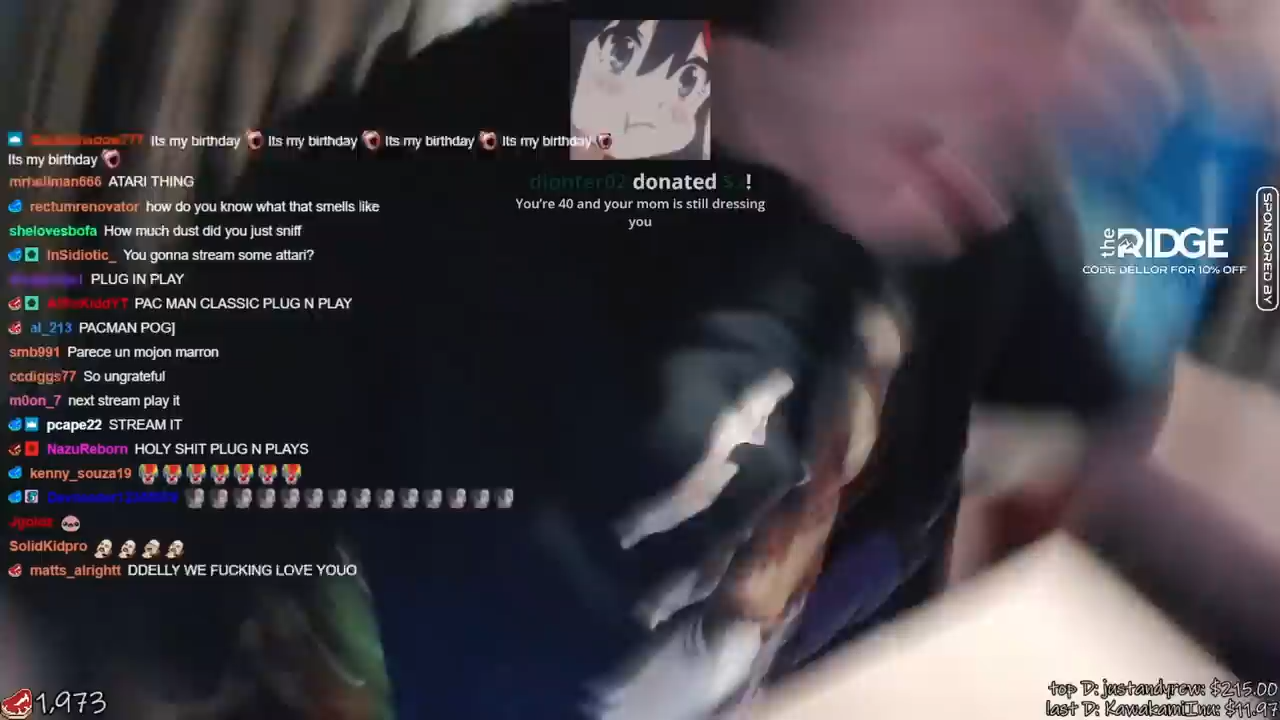 Its my birthday Its my birthday Its my birthday Its my birthday
Its my birthday
mrhallman666 ATARI THING
rectumrenovator how do you know what that smells like
shelovesbofa How much dust did you just sniff
InSidiotic_ You gonna stream some attari?
PLUG IN PLAY
PAC MAN CLASSIC PLUG N PLAY
al_213 PACMAN POG]
smb991 Parece un mojon marron
ccdiggs77 So ungrateful
m0on_7 next stream play it
pcape22 STREAM IT
NazuReborn HOLY SHIT PLUG N PLAYS
kenny_souza19
SolidKidpro
matts_alrightt DDELLY WE FUCKING LOVE YOUO
dionter02 donated !
You're 40 and your mom is still dressing
you
the RIDGE
CODE DELLOR FOR 10% OFF
SPONSORED BY
1,973
top D: justandyrew: $215.00
last D: KawakamiIna: $11.97